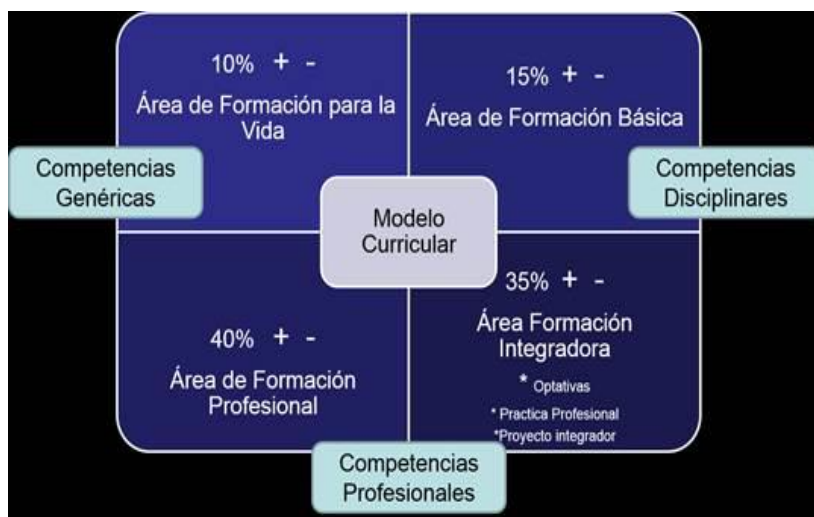 10% + -
Área de Formación para la
Vida
15% + -
Área de Formación Básica
Competencias
Genéricas
Competencias
Disciplinares
Modelo
Curricular
40% + -
Área de Formación
Profesional
35% + -
Área Formación
Integradora
* Optativas
* Practica Profesional
*Proyecto integrador
Competencias
Profesionales